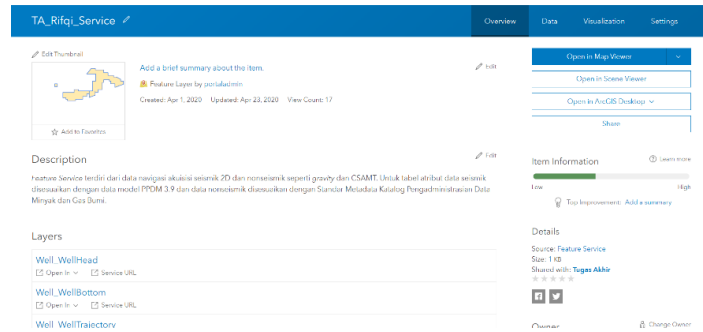 TA_Rifqi_Service
Overview
Data
Visualization
Settings
Edit Thumbnail
Add a brief summary about the item.
Edit
Feature Layer by portaladmin
Created: Apr 1, 2020 Updated: Apr 23, 2020 View Count: 17
Add to Favorites
Open in Map Viewer
Open in Scene Viewer
Open in ArcGIS Desktop
Share
Description
Edit
Feature Service terdiri dari data navigasi akuisisi seismik 2D dan nonseismik seperti gravity dan CSAMT. Untuk tabel atribut data seismik
disesuaikan dengan data model PPDM 3.9 dan data nonseismik disesuaikan dengan Standar Metadata Katalog Pengadministrasian Data
Minyak dan Gas Bumi.
Item Information
Learn more
Low
High
Top Improvement: Add a summary
Layers
Well_WellHead
Open In
Service URL
Well_WellBottom
Open In
Service URL
Well_WellTrajectory
Details
Source: Feature Service
Size: 1 KB
Shared with: Tugas Akhir
Owner
Change Owner